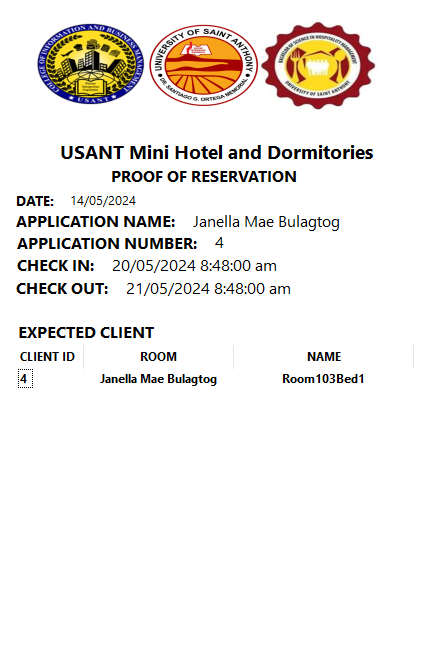 COLLEGE OF INFORMATION AND BUSINESS MANAGEMENT
USANT
UNIVERSITY OF SAINT ANTHONY
DR. SANTIAGO G. ORTEGA MEMORIAL
BACHELOR OF SCIENCE IN HOSPITALITY MANAGEMENT
UNIVERSITY OF SAINT ANTHONY
USANT Mini Hotel and Dormitories
PROOF OF RESERVATION
DATE: 14/05/2024
APPLICATION NAME: Janella Mae Bulagtog
APPLICATION NUMBER: 4
CHECK IN: 20/05/2024 8:48:00 am
CHECK OUT: 21/05/2024 8:48:00 am
EXPECTED CLIENT
CLIENT ID ROOM NAME
4 Janella Mae Bulagtog Room103Bed1